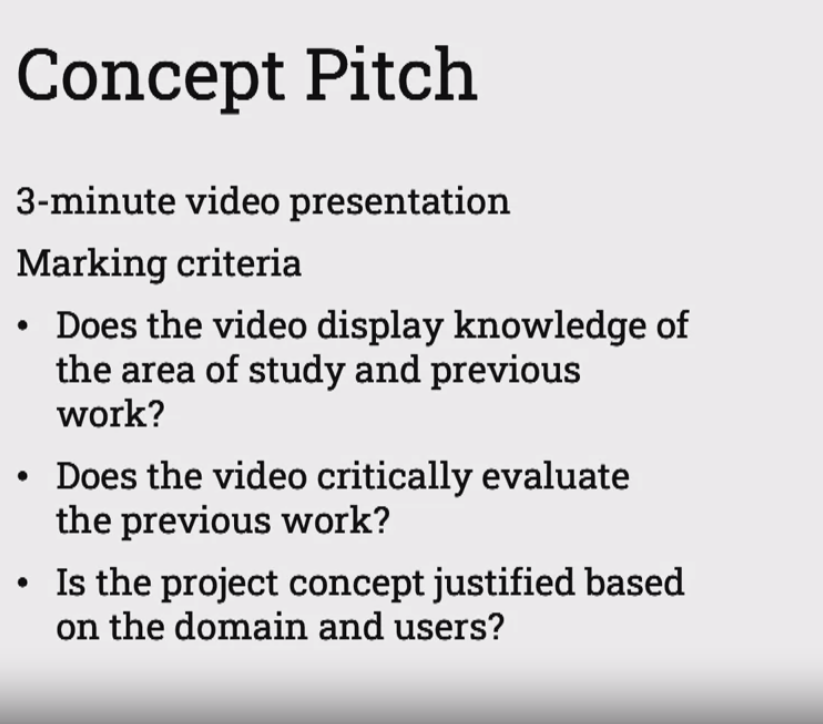 Concept Pitch
3-minute video presentation
Marking criteria
• Does the video display knowledge of
the area of study and previous
work?
• Does the video critically evaluate
the previous work?
• Is the project concept justified based
on the domain and users?